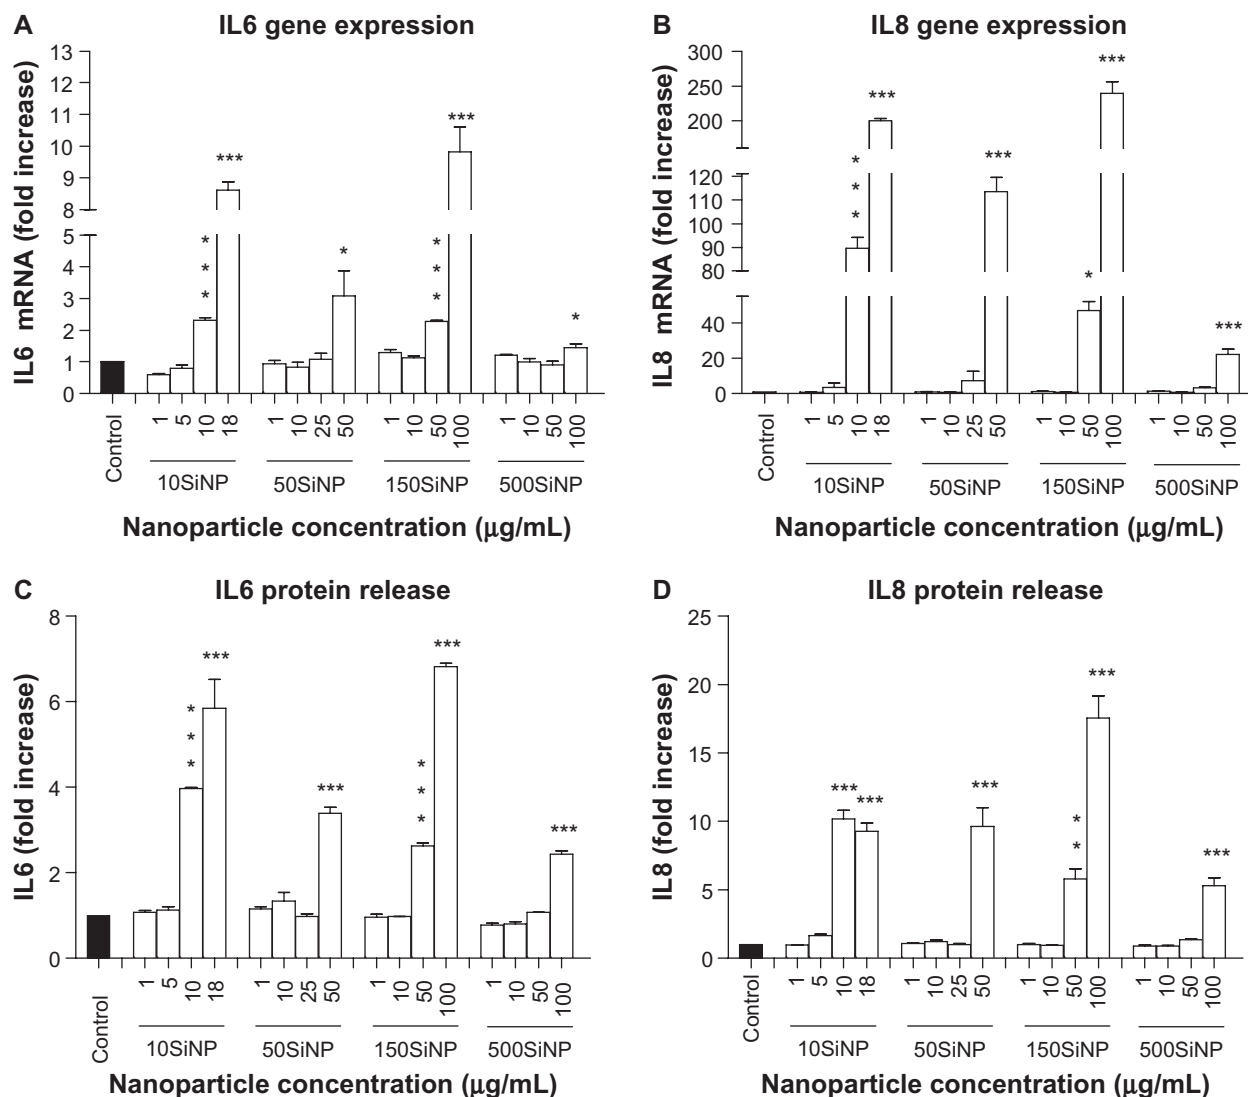 A IL6 gene expression
IL6 mRNA (fold increase)
13
12
11
10
9
8
5
4
3
2
1
0
*** *** * *** *** *
Control 1 5 10 18 1 10 25 50 1 10 50 100 1 10 50 100
10SiNP 50SiNP 150SiNP 500SiNP
Nanoparticle concentration (μg/mL)
B IL8 gene expression
IL8 mRNA (fold increase)
300
250
200
120
100
90
80
40
20
0
*** *** *** * *** ***
Control 1 5 10 18 1 10 25 50 1 10 50 100 1 10 50 100
10SiNP 50SiNP 150SiNP 500SiNP
Nanoparticle concentration (μg/mL)
C IL6 protein release
IL6 (fold increase)
8
6
4
2
0
*** *** *** *** *** ***
Control 1 5 10 18 1 10 25 50 1 10 50 100 1 10 50 100
10SiNP 50SiNP 150SiNP 500SiNP
Nanoparticle concentration (μg/mL)
D IL8 protein release
IL8 (fold increase)
25
20
15
10
5
0
*** *** *** ** *** ***
Control 1 5 10 18 1 10 25 50 1 10 50 100 1 10 50 100
10SiNP 50SiNP 150SiNP 500SiNP
Nanoparticle concentration (μg/mL)